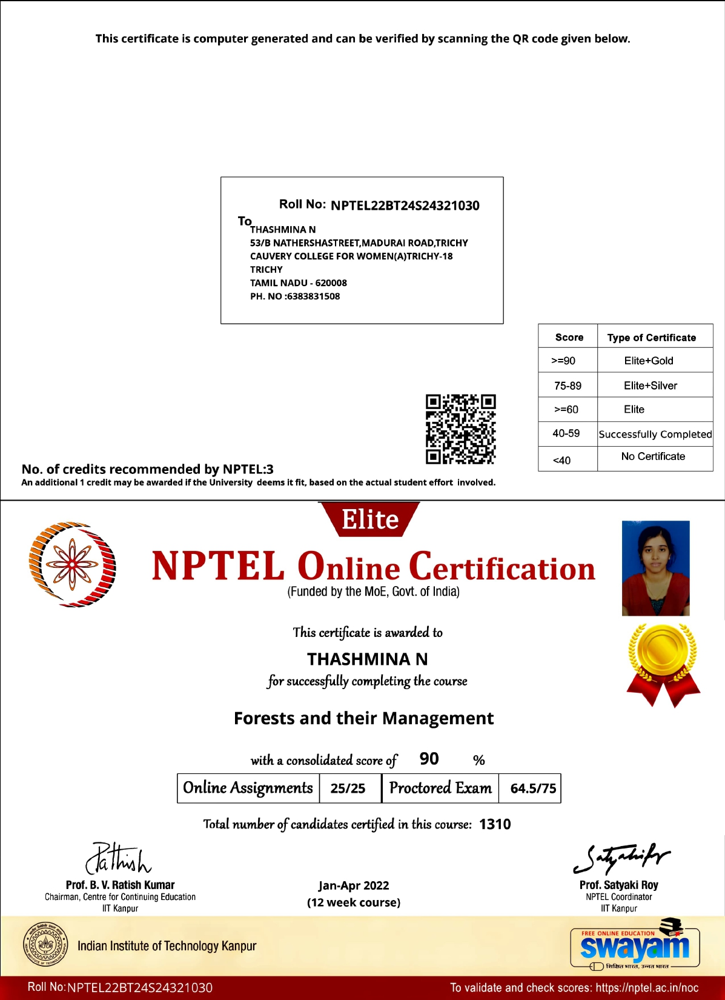 This certificate is computer generated and can be verified by scanning the QR code given below.
Roll No: NPTEL22BT24S24321030
To
THASHMINA N
53/B NATHERSHASTREET,MADURAI ROAD,TRICHY
CAUVERY COLLEGE FOR WOMEN(A)TRICHY-18
TRICHY
TAMIL NADU - 620008
PH. NO :6383831508
Score Type of Certificate
>=90 Elite+Gold
75-89 Elite+Silver
>=60 Elite
40-59 Successfully Completed
<40 No Certificate
No. of credits recommended by NPTEL:3
An additional 1 credit may be awarded if the University deems it fit, based on the actual student effort involved.
Elite
NPTEL Online Certification
(Funded by the MoE, Govt. of India)
This certificate is awarded to
THASHMINA N
for successfully completing the course
Forests and their Management
with a consolidated score of 90 %
Online Assignments 25/25 Proctored Exam 64.5/75
Total number of candidates certified in this course: 1310
Prof. B. V. Ratish Kumar
Chairman, Centre for Continuing Education
IIT Kanpur
Jan-Apr 2022
(12 week course)
Prof. Satyaki Roy
NPTEL Coordinator
IIT Kanpur
Indian Institute of Technology Kanpur
FREE ONLINE EDUCATION
swayam
शिक्षित भारत, उन्नत भारत
Roll No: NPTEL22BT24S24321030
To validate and check scores: https://nptel.ac.in/noc